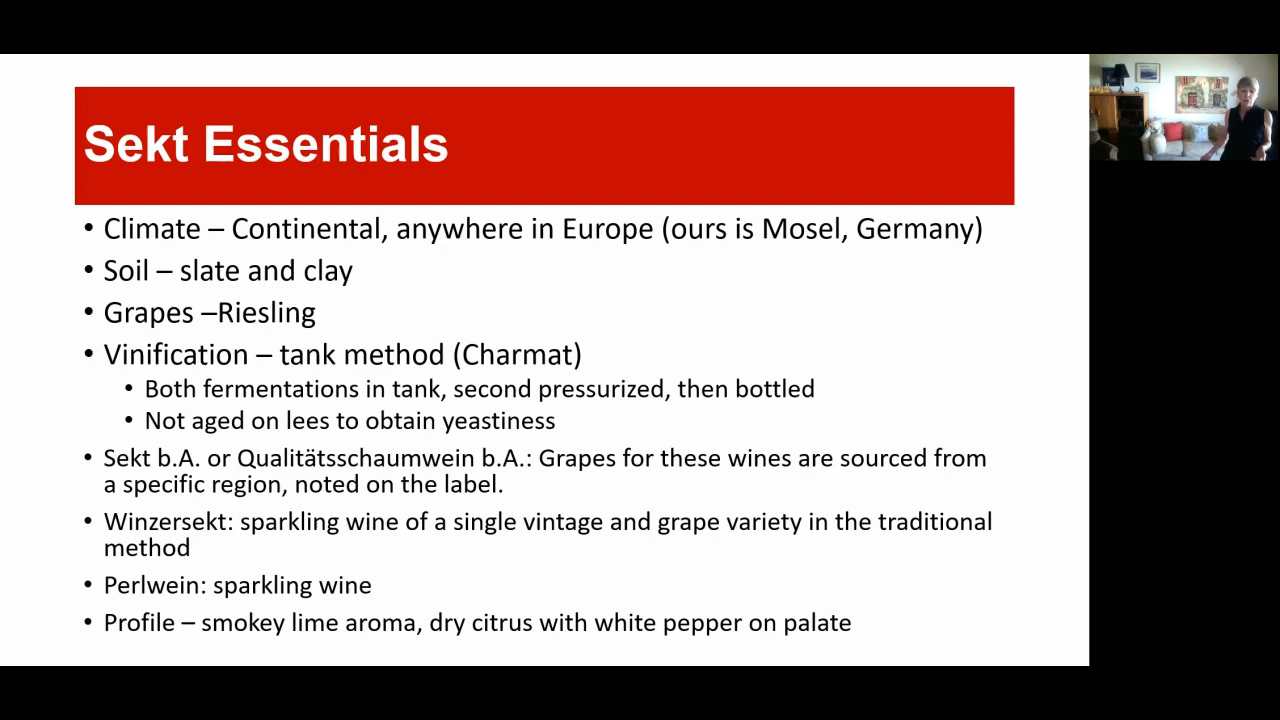 Sekt Essentials
• Climate – Continental, anywhere in Europe (ours is Mosel, Germany)
• Soil – slate and clay
• Grapes –Riesling
• Vinification – tank method (Charmat)
• Both fermentations in tank, second pressurized, then bottled
• Not aged on lees to obtain yeastiness
• Sekt b.A. or Qualitätsschaumwein b.A.: Grapes for these wines are sourced from
a specific region, noted on the label.
• Winzersekt: sparkling wine of a single vintage and grape variety in the traditional
method
• Perlwein: sparkling wine
• Profile – smokey lime aroma, dry citrus with white pepper on palate